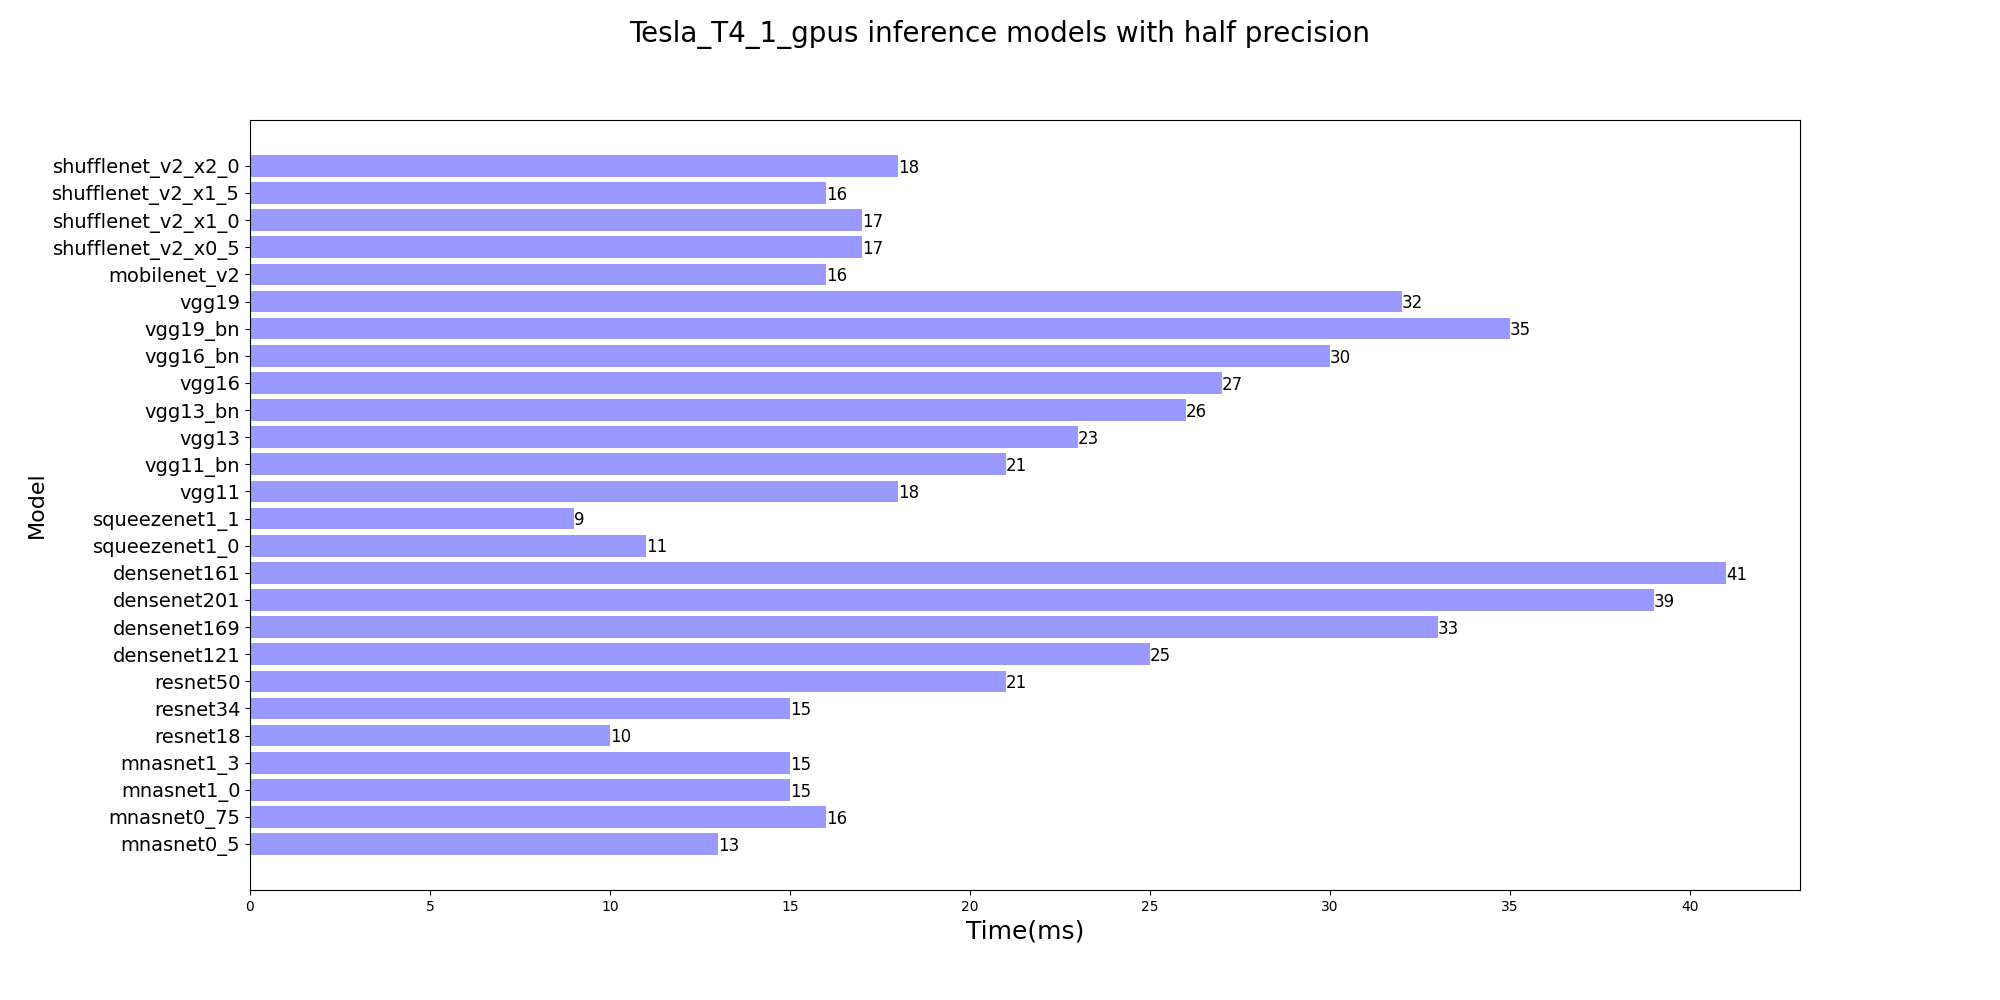 Tesla_T4_1_gpus inference models with half precision
shufflenet_v2_x2_0 18
shufflenet_v2_x1_5 16
shufflenet_v2_x1_0 17
shufflenet_v2_x0_5 17
mobilenet_v2 16
vgg19 32
vgg19_bn 35
vgg16_bn 30
vgg16 27
vgg13_bn 26
vgg13 23
vgg11_bn 21
vgg11 18
squeezenet1_1 9
squeezenet1_0 11
densenet161 41
densenet201 39
densenet169 33
densenet121 25
resnet50 21
resnet34 15
resnet18 10
mnasnet1_3 15
mnasnet1_0 15
mnasnet0_75 16
mnasnet0_5 13
Model
0 5 10 15 20 25 30 35 40
Time(ms)